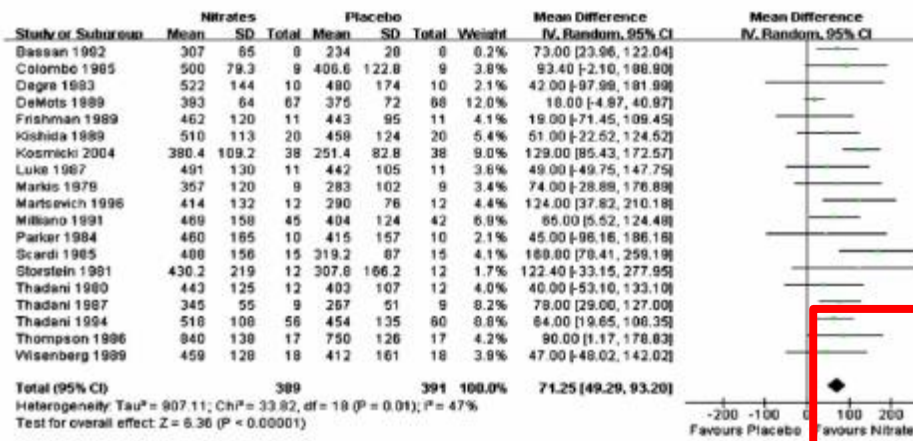 Nitrates Placebo Mean Difference Mean Difference
Study or Subgroup Mean SD Total Mean SD Total Weight IV, Random, 95% CI IV, Random, 95% CI
Bassan 1992 307 65 8 234 28 8 8.2% 73.00 [23.96, 122.04]
Colombo 1985 500 79.3 9 406.6 122.8 9 3.8% 93.40 [-2.10, 188.90]
Degre 1983 522 144 10 480 174 10 2.1% 42.00 [-97.99, 181.99]
DeMots 1989 393 64 67 375 72 68 12.0% 18.00 [-4.97, 40.97]
Frishman 1989 462 120 11 443 95 11 4.1% 19.00 [-71.45, 109.45]
Kishida 1989 510 113 20 458 124 20 5.4% 51.00 [-22.52, 124.52]
Kosmicki 2004 380.4 109.2 38 251.4 82.8 38 9.0% 129.00 [85.43, 172.57]
Luke 1987 491 130 11 442 105 11 3.6% 49.00 [-49.75, 147.75]
Markis 1979 357 120 9 283 102 9 3.4% 74.00 [-28.89, 176.89]
Martsevich 1996 414 132 12 290 76 12 4.4% 124.00 [37.82, 210.18]
Milliano 1991 469 158 45 404 124 42 6.9% 65.00 [5.52, 124.48]
Parker 1984 460 165 10 415 157 10 2.1% 45.00 [-96.16, 186.16]
Scardi 1985 488 156 15 319.2 87 15 4.1% 168.80 [78.41, 259.19]
Storstein 1981 430.2 219 12 307.8 166.2 12 1.7% 122.40 [-33.15, 277.95]
Thadani 1980 443 125 12 403 107 12 4.0% 40.00 [-53.10, 133.10]
Thadani 1987 345 55 9 267 51 9 8.2% 78.00 [29.00, 127.00]
Thadani 1994 518 108 56 454 135 60 8.8% 64.00 [19.65, 108.35]
Thompson 1986 840 138 17 750 126 17 4.2% 90.00 [1.17, 178.83]
Wisenberg 1989 459 128 18 412 161 18 3.8% 47.00 [-48.02, 142.02]
Total (95% CI) 389 391 100.0% 71.25 [49.29, 93.20]
Heterogeneity: Tau² = 907.11; Chi² = 33.82, df = 18 (P = 0.01); I² = 47%
Test for overall effect: Z = 6.36 (P < 0.00001)
-200 -100 0 100 200
Favours Placebo Favours Nitrate